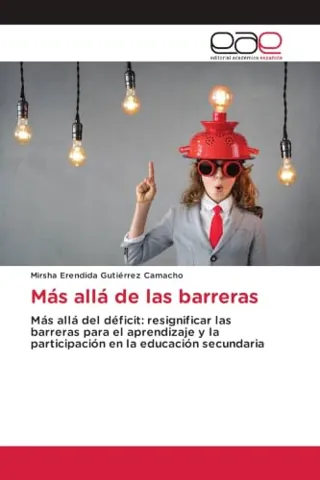 eae
editorial académica española
Mirsha Erendida Gutiérrez Camacho
Más allá de las barreras
Más allá del déficit: resignificar las
barreras para el aprendizaje y la
participación en la educación secundaria